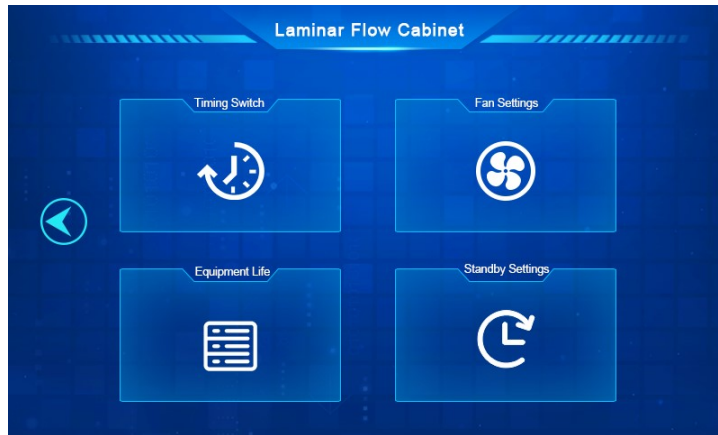 Laminar Flow Cabinet
Timing Switch
Fan Settings
Equipment Life
Standby Settings